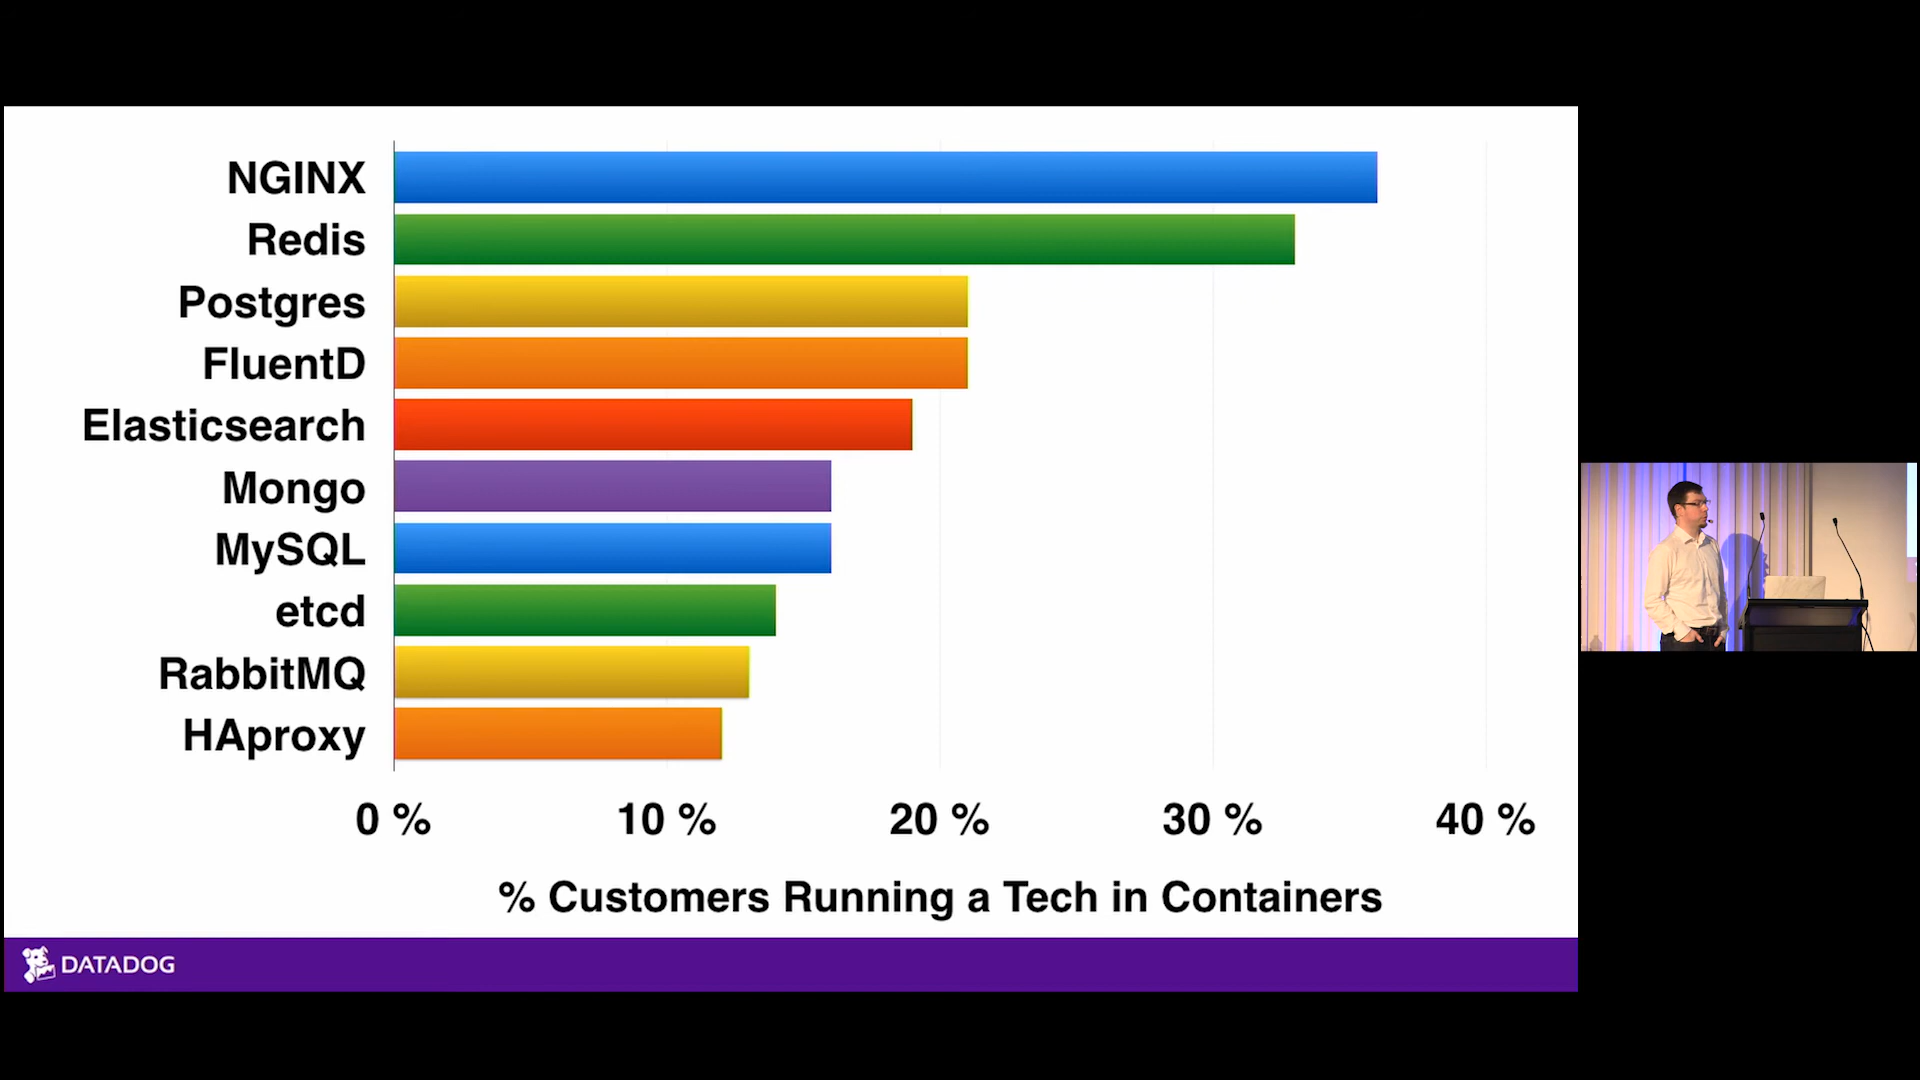 NGINX
Redis
Postgres
FluentD
Elasticsearch
Mongo
MySQL
etcd
RabbitMQ
HAproxy
0 % 10 % 20 % 30 % 40 %
% Customers Running a Tech in Containers
DATADOG